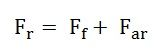 Fr = Ff + Far